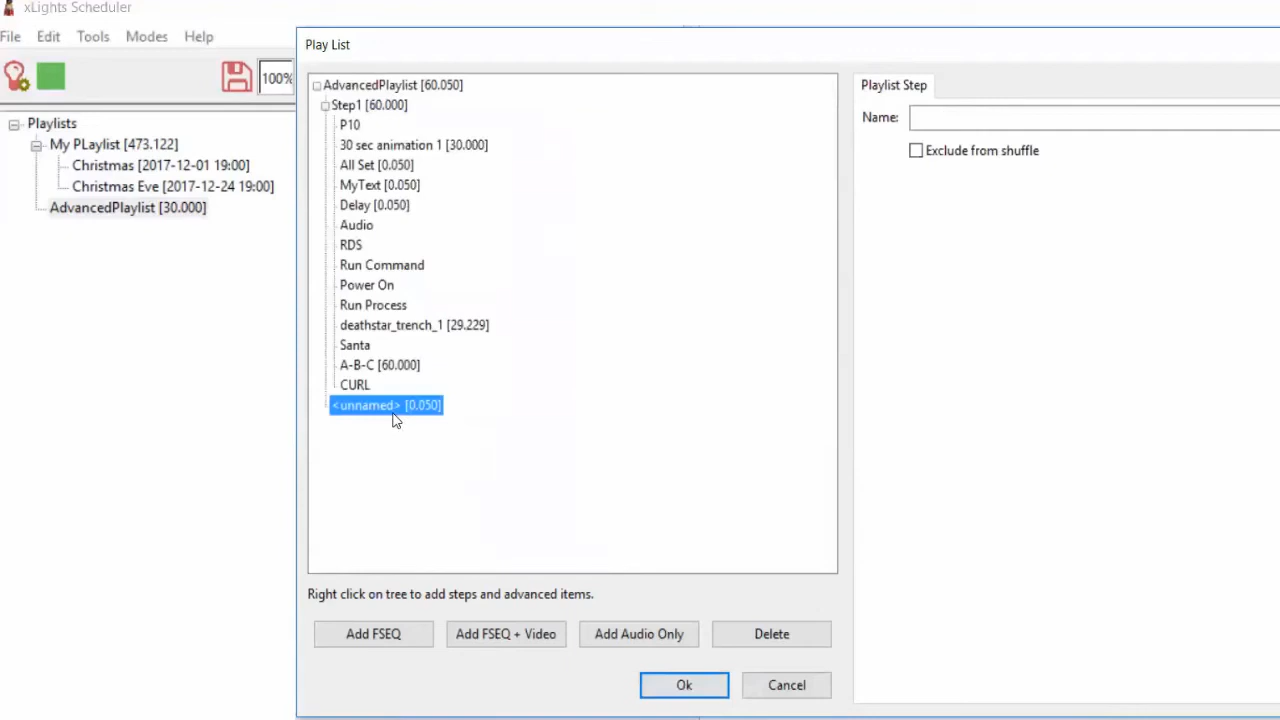 xLights Scheduler
File Edit Tools Modes Help
100%
Playlists
My PLaylist [473.122]
Christmas [2017-12-01 19:00]
Christmas Eve [2017-12-24 19:00]
AdvancedPlaylist [30.000]
Play List
AdvancedPlaylist [60.050]
Step1 [60.000]
P10
30 sec animation 1 [30.000]
All Set [0.050]
MyText [0.050]
Delay [0.050]
Audio
RDS
Run Command
Power On
Run Process
deathstar_trench_1 [29.229]
Santa
A-B-C [60.000]
CURL
<unnamed> [0.050]
Right click on tree to add steps and advanced items.
Add FSEQ Add FSEQ + Video Add Audio Only Delete
Ok Cancel
Playlist Step
Name:
Exclude from shuffle